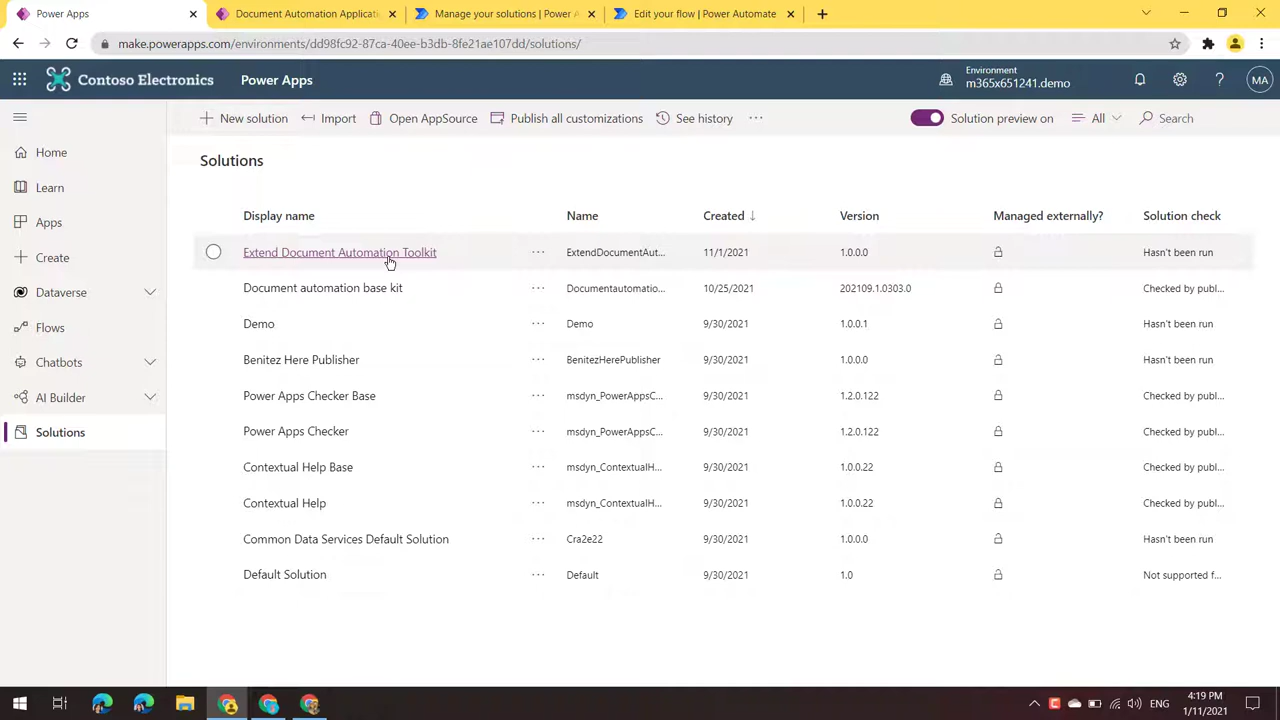 Power Apps
Document Automation Applicati
Manage your solutions | Power A
Edit your flow | Power Automate
make.powerapps.com/environments/dd98fc92-87ca-40ee-b3db-8fe21ae107dd/solutions/
Contoso Electronics
Power Apps
Environment
m365x651241.demo
?
MA
New solution
Import
Open AppSource
Publish all customizations
See history
...
Solution preview on
All
Search
Home
Learn
Apps
Create
Dataverse
Flows
Chatbots
AI Builder
Solutions
Solutions
Display name Name Created ↓ Version Managed externally? Solution check
Extend Document Automation Toolkit ... ExtendDocumentAut... 11/1/2021 1.0.0.0 Hasn't been run
Document automation base kit ... Documentautomatio... 10/25/2021 202109.1.0303.0 Checked by publ...
Demo ... Demo 9/30/2021 1.0.0.1 Hasn't been run
Benitez Here Publisher ... BenitezHerePublisher 9/30/2021 1.0.0.0 Hasn't been run
Power Apps Checker Base ... msdyn_PowerAppsC... 9/30/2021 1.2.0.122 Checked by publ...
Power Apps Checker ... msdyn_PowerAppsC... 9/30/2021 1.2.0.122 Checked by publ...
Contextual Help Base ... msdyn_ContextualH... 9/30/2021 1.0.0.22 Checked by publ...
Contextual Help ... msdyn_ContextualH... 9/30/2021 1.0.0.22 Checked by publ...
Common Data Services Default Solution ... Cra2e22 9/30/2021 1.0.0.0 Hasn't been run
Default Solution ... Default 9/30/2021 1.0 Not supported f...
ENG
4:19 PM
1/11/2021